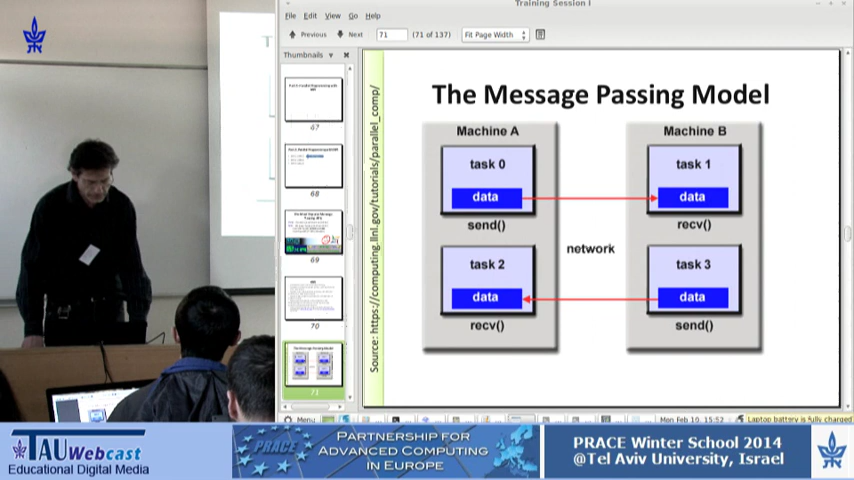 Training Session I
File Edit View Go Help
Previous Next 71 (71 of 137) Fit Page Width
Thumbnails
67
68
69
70
71
Source: https://computing.llnl.gov/tutorials/parallel_comp/
The Message Passing Model
Machine A
Machine B
task 0
data
send()
task 1
data
recv()
network
task 2
data
recv()
task 3
data
send()
Menu
Mon Feb 10, 15:52
Laptop battery is fully charged
TAU Webcast
Educational Digital Media
PRACE
PARTNERSHIP FOR
ADVANCED COMPUTING
IN EUROPE
PRACE Winter School 2014
@Tel Aviv University, Israel